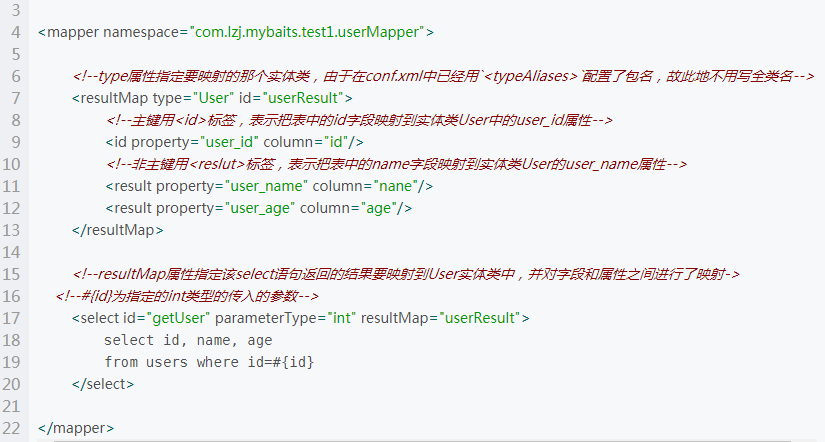 3
4 <mapper namespace="com.lzj.mybaits.test1.userMapper">
5
6 <!--type属性指定要映射的那个实体类，由于在conf.xml中已经用`<typeAliases>`配置了包名，故此地不用写全类名-->
7 <resultMap type="User" id="userResult">
8 <!--主键用<id>标签，表示把表中的id字段映射到实体类User中的user_id属性-->
9 <id property="user_id" column="id"/>
10 <!--非主键用<reslut>标签，表示把表中的name字段映射到实体类User的user_name属性-->
11 <result property="user_name" column="nane"/>
12 <result property="user_age" column="age"/>
13 </resultMap>
14
15 <!--resultMap属性指定该select语句返回的结果要映射到User实体类中，并对字段和属性之间进行了映射->
16 <!--#{id}为指定的int类型的传入的参数-->
17 <select id="getUser" parameterType="int" resultMap="userResult">
18 select id, name, age
19 from users where id=#{id}
20 </select>
21
22 </mapper>